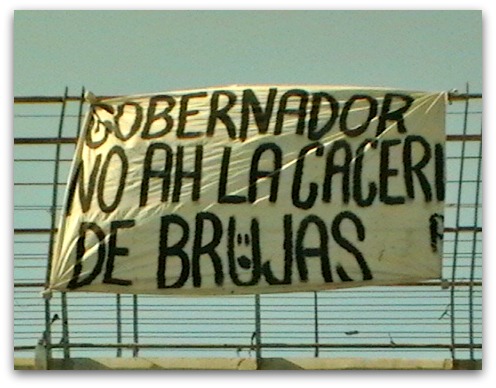 GOBERNADOR
NO AH LA CACERI
DE BRUJAS